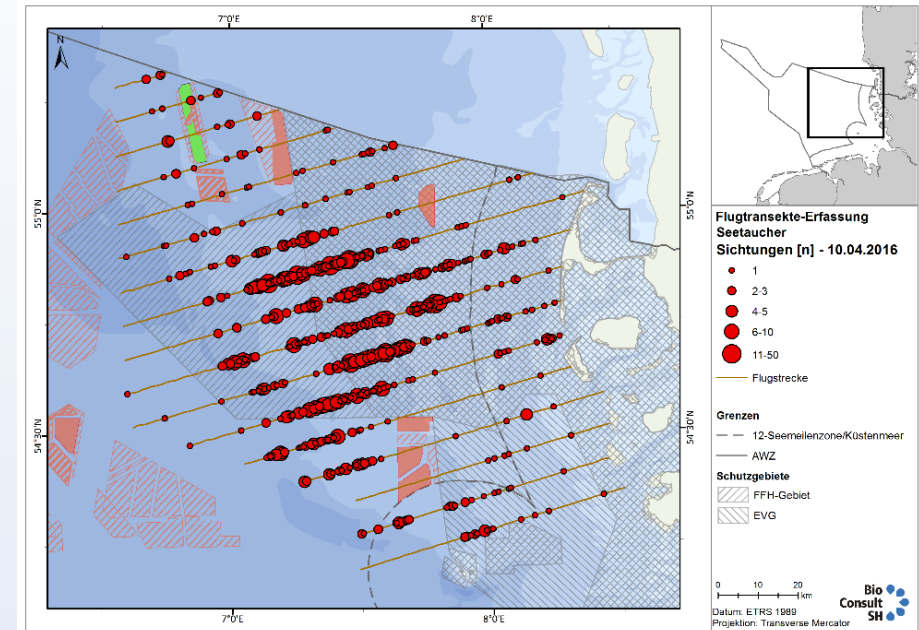 7°0'E
8°0'E
N
55°0'N
55°0'N
54°30'N
54°30'N
7°0'E
8°0'E
Flugtransekte-Erfassung
Seetaucher
Sichtungen [n] - 10.04.2016
1
2-3
4-5
6-10
11-50
Flugstrecke
Grenzen
12-Seemeilenzone/Küstenmeer
AWZ
Schutzgebiete
FFH-Gebiet
EVG
0 10 20
km
Datum: ETRS 1989
Projektion: Transverse Mercator
Bio
Consult
SH